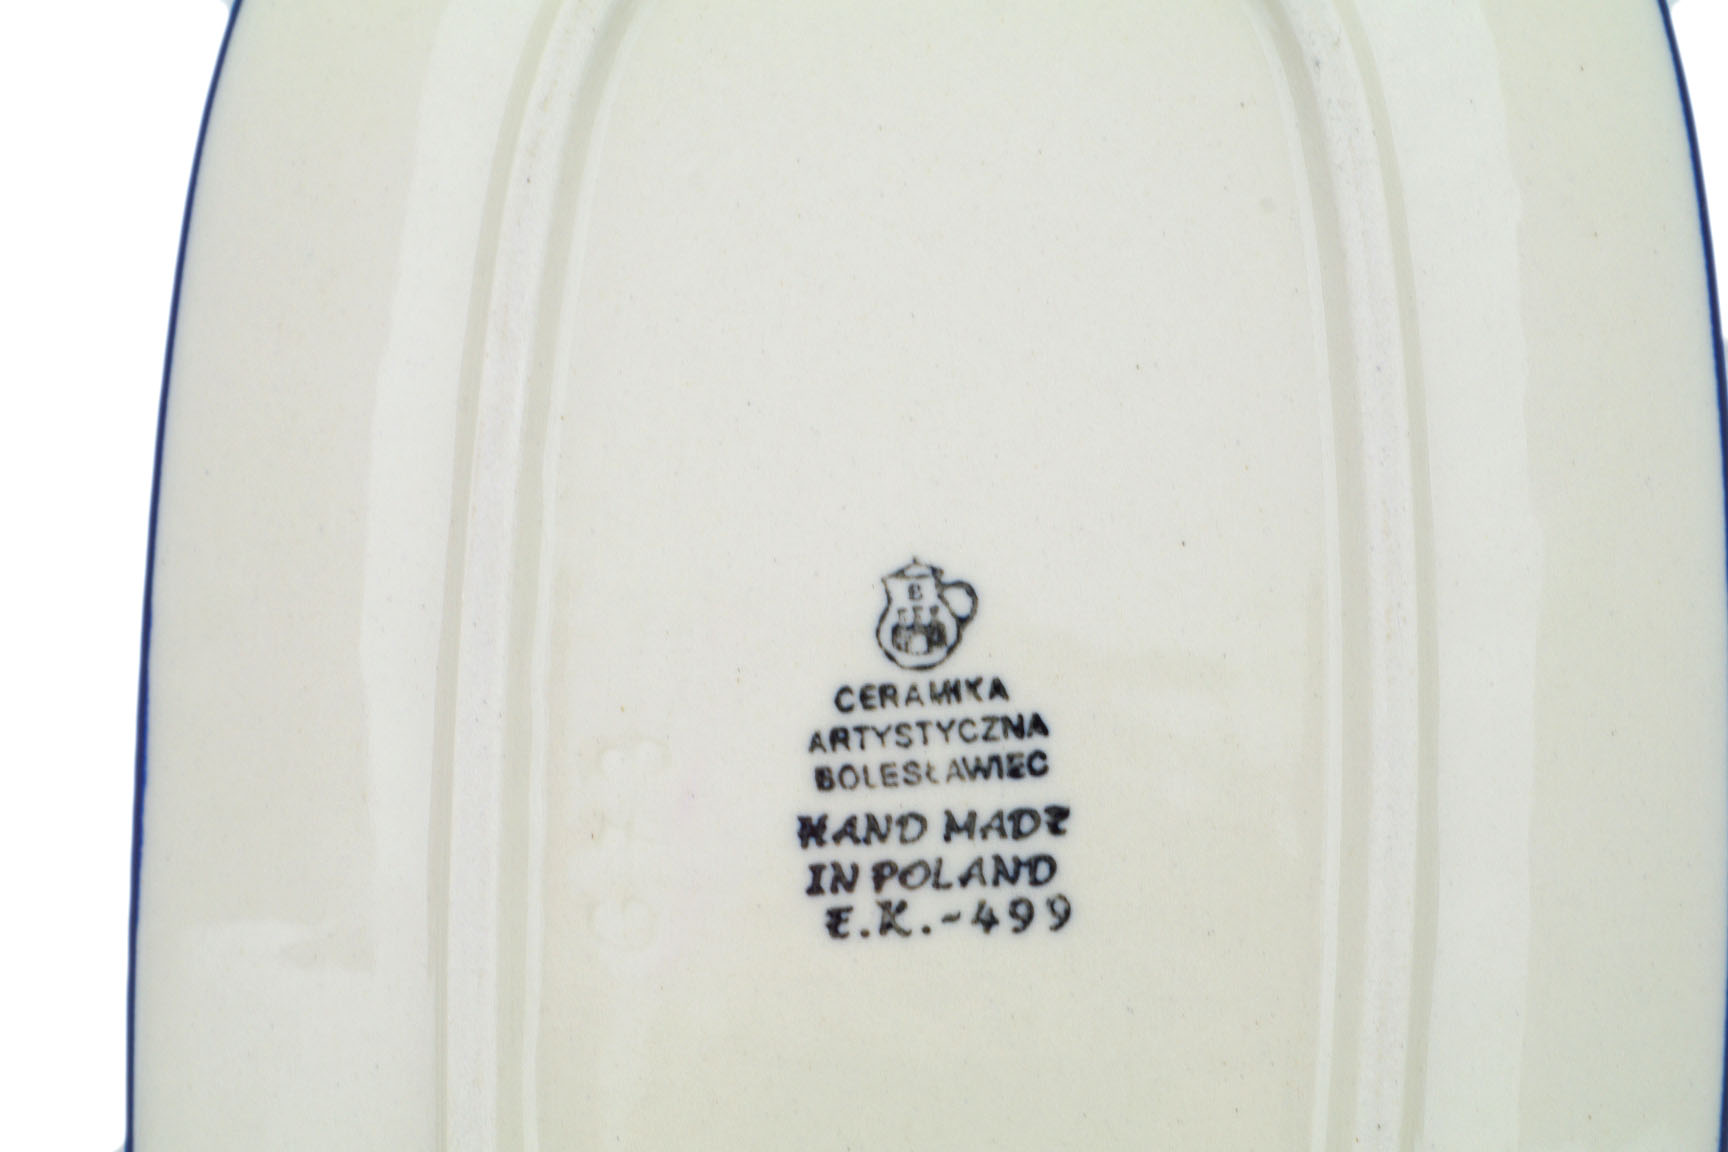 B
CERAMIKA
ARTYSTYCZNA
BOLESŁAWIEC
HAND MADE
IN POLAND
E.K.-499